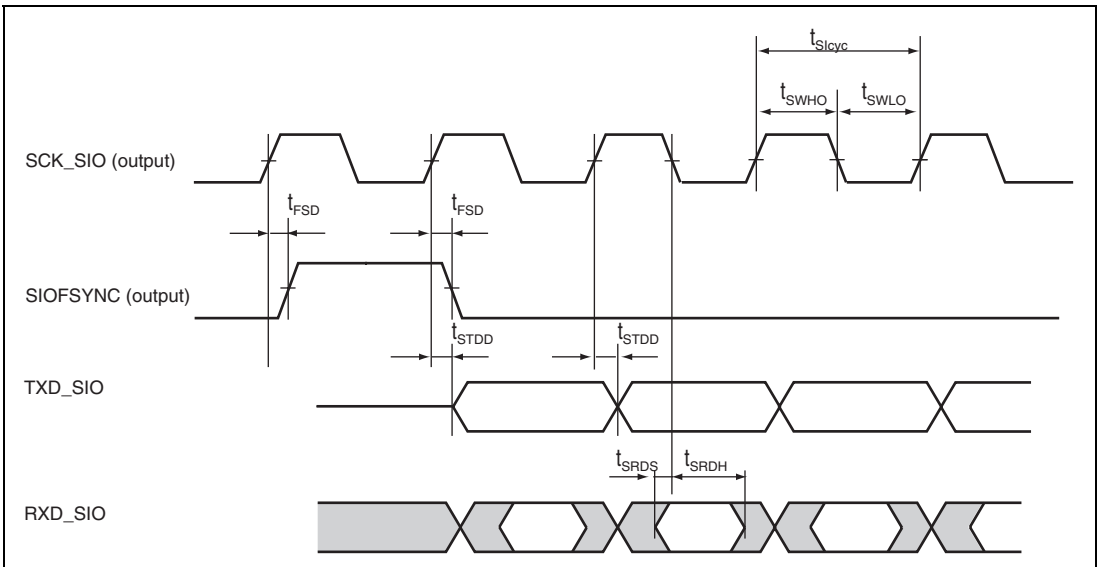 tSIcyc
tSWHO tSWLO
SCK_SIO (output)
tFSD tFSD
SIOFSYNC (output)
tSTDD tSTDD
TXD_SIO
tSRDS tSRDH
RXD_SIO